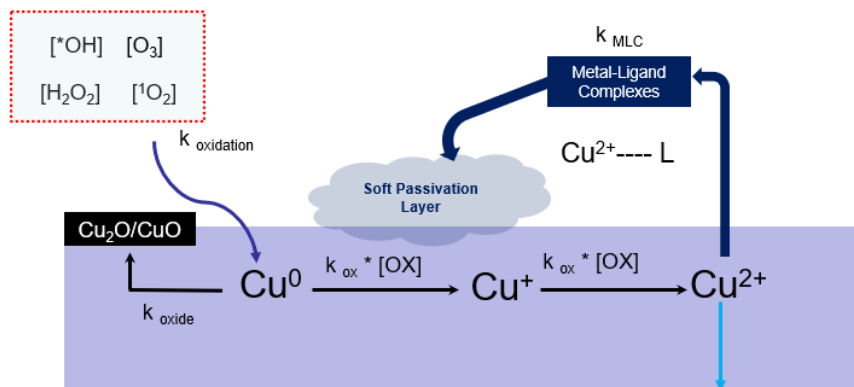 [*OH] [O₃]
[H₂O₂] [¹O₂]
k oxidation
k MLC
Metal-Ligand
Complexes
Cu²⁺---- L
Soft Passivation
Layer
Cu₂O/CuO
Cu⁰
k ox * [OX]
Cu⁺
k ox * [OX]
Cu²⁺
k oxide